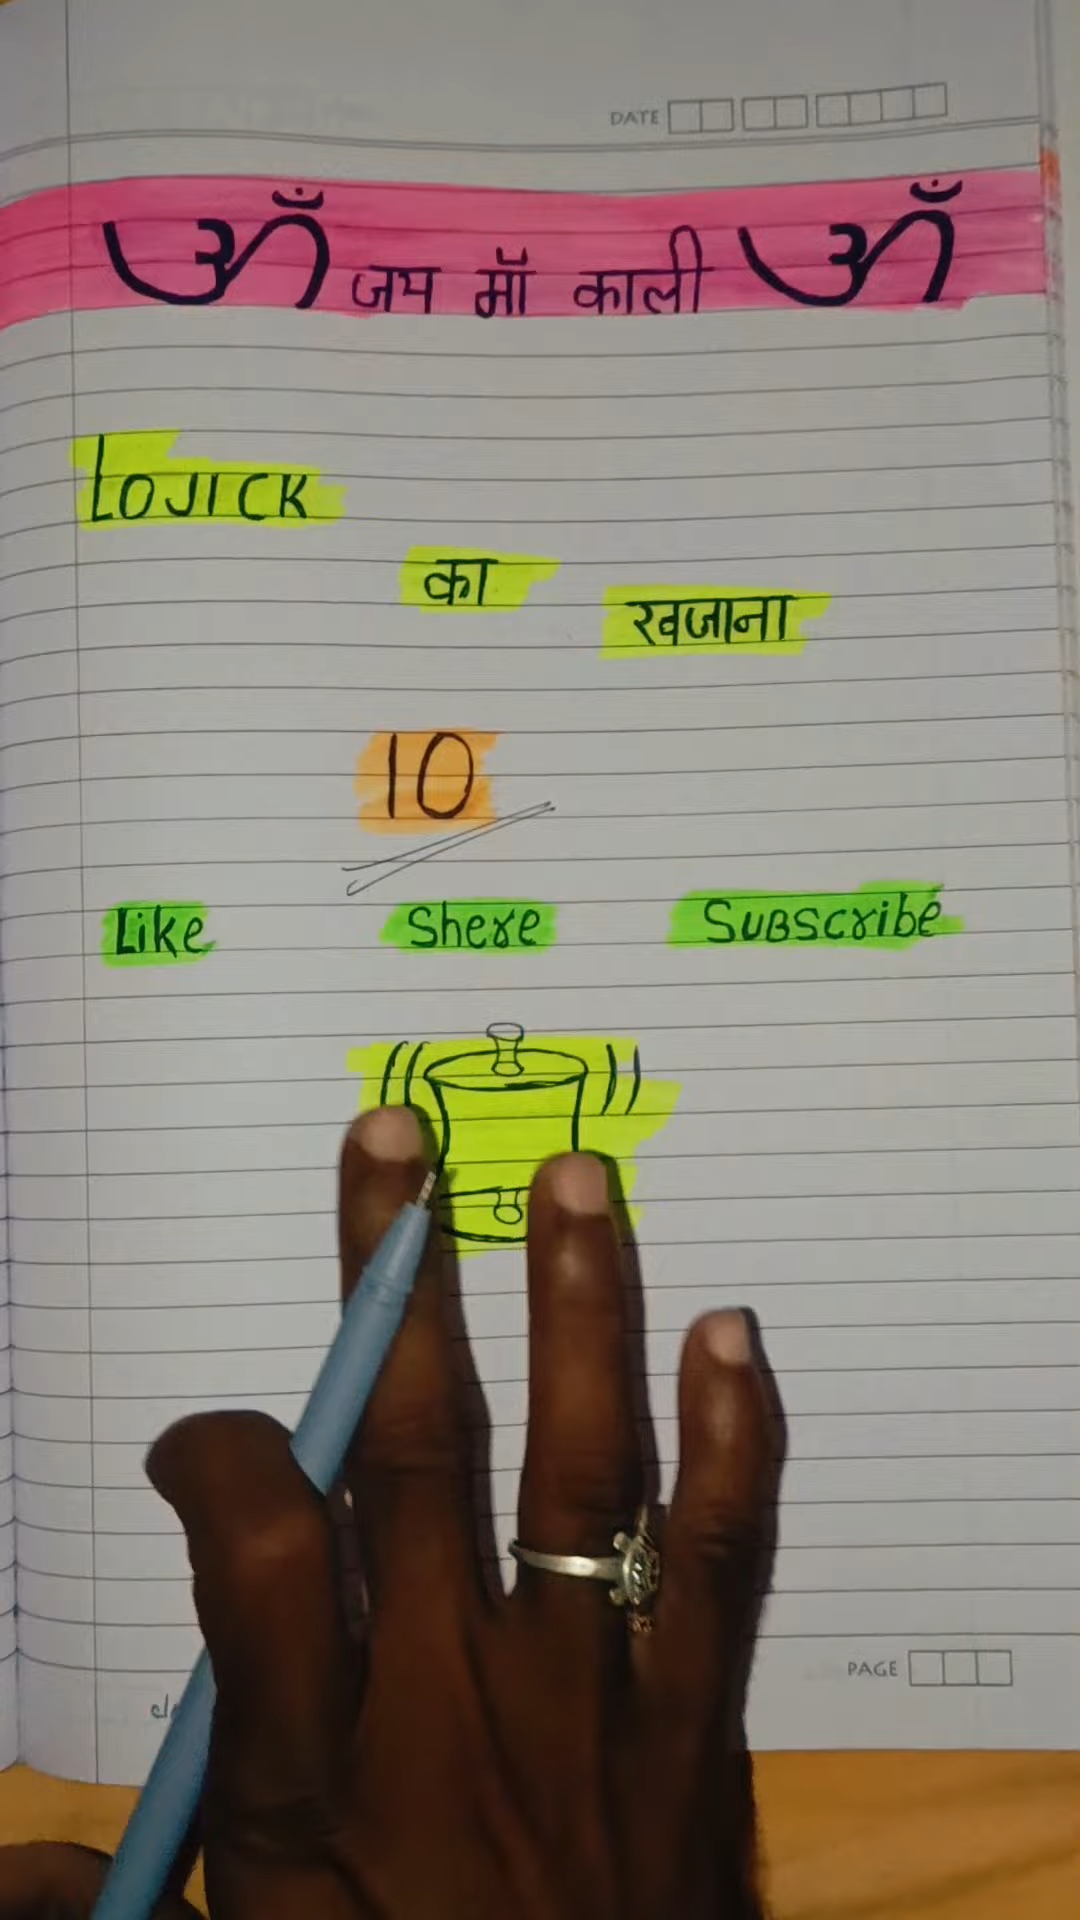 DATE
ॐ जय माँ काली ॐ
LOJICK
का
खजाना
10
Like Shere SUBSCribe
PAGE